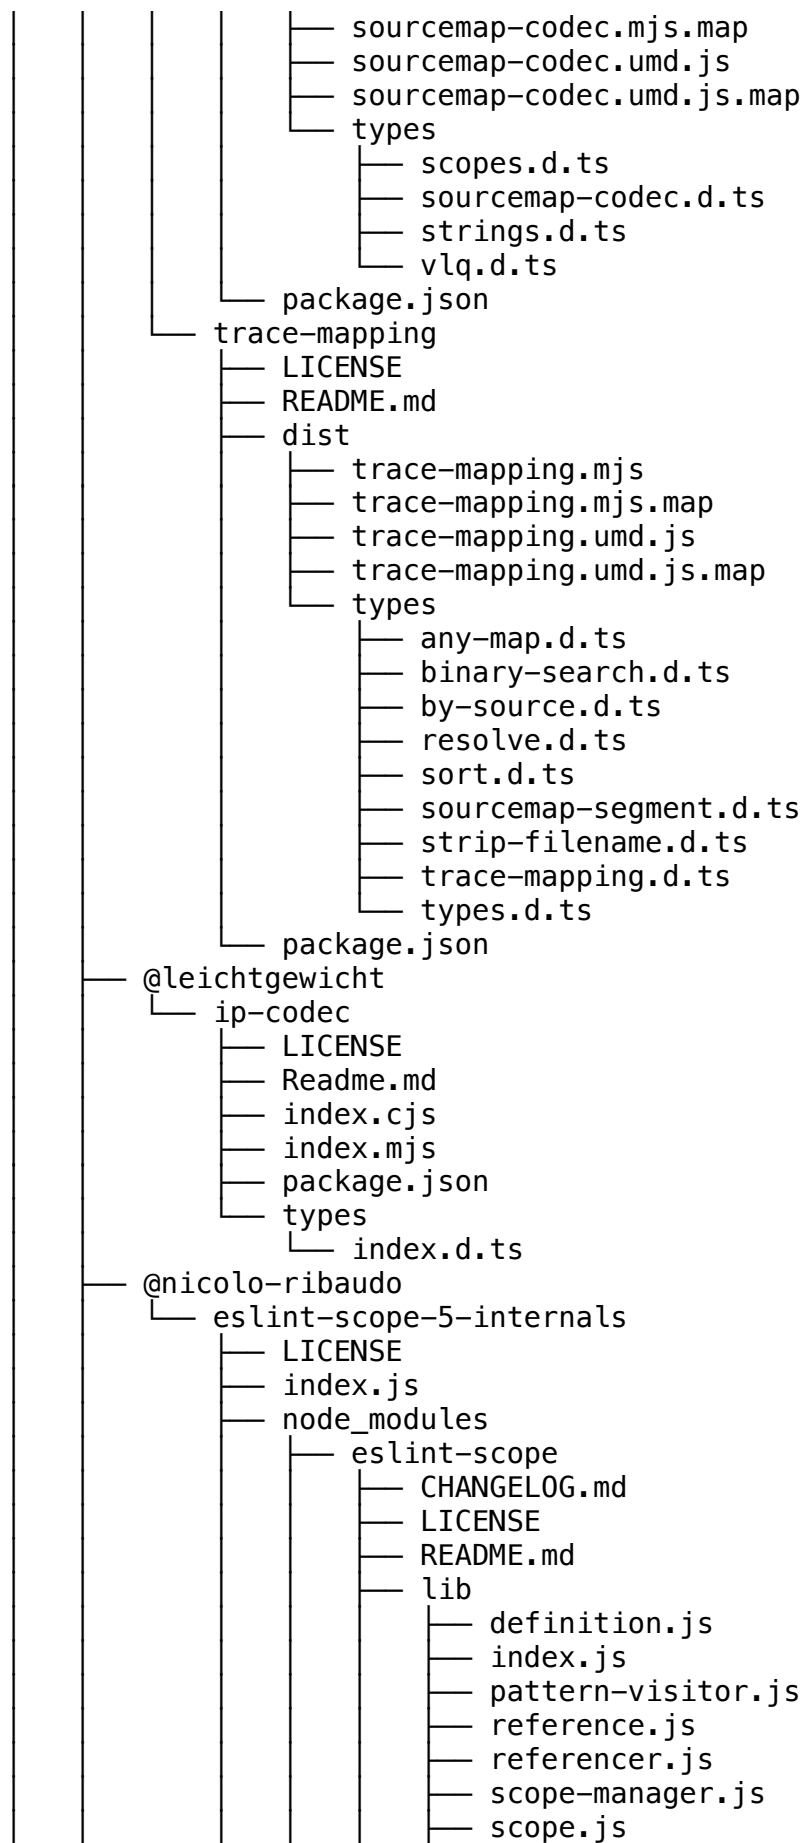 │   │   │   │   ├── sourcemap-codec.mjs.map
│   │   │   │   ├── sourcemap-codec.umd.js
│   │   │   │   ├── sourcemap-codec.umd.js.map
│   │   │   │   └── types
│   │   │   │       ├── scopes.d.ts
│   │   │   │       ├── sourcemap-codec.d.ts
│   │   │   │       ├── strings.d.ts
│   │   │   │       └── vlq.d.ts
│   │   │   └── package.json
│   │   └── trace-mapping
│   │       ├── LICENSE
│   │       ├── README.md
│   │       ├── dist
│   │       │   ├── trace-mapping.mjs
│   │       │   ├── trace-mapping.mjs.map
│   │       │   ├── trace-mapping.umd.js
│   │       │   ├── trace-mapping.umd.js.map
│   │       │   └── types
│   │       │       ├── any-map.d.ts
│   │       │       ├── binary-search.d.ts
│   │       │       ├── by-source.d.ts
│   │       │       ├── resolve.d.ts
│   │       │       ├── sort.d.ts
│   │       │       ├── sourcemap-segment.d.ts
│   │       │       ├── strip-filename.d.ts
│   │       │       ├── trace-mapping.d.ts
│   │       │       └── types.d.ts
│   │       └── package.json
│   ├── @leichtgewicht
│   │   └── ip-codec
│   │       ├── LICENSE
│   │       ├── Readme.md
│   │       ├── index.cjs
│   │       ├── index.mjs
│   │       ├── package.json
│   │       └── types
│   │           └── index.d.ts
│   ├── @nicolo-ribaudo
│   │   └── eslint-scope-5-internals
│   │       ├── LICENSE
│   │       ├── index.js
│   │       ├── node_modules
│   │       │   ├── eslint-scope
│   │       │   │   ├── CHANGELOG.md
│   │       │   │   ├── LICENSE
│   │       │   │   ├── README.md
│   │       │   │   ├── lib
│   │       │   │   │   ├── definition.js
│   │       │   │   │   ├── index.js
│   │       │   │   │   ├── pattern-visitor.js
│   │       │   │   │   ├── reference.js
│   │       │   │   │   ├── referencer.js
│   │       │   │   │   ├── scope-manager.js
│   │       │   │   │   ├── scope.js